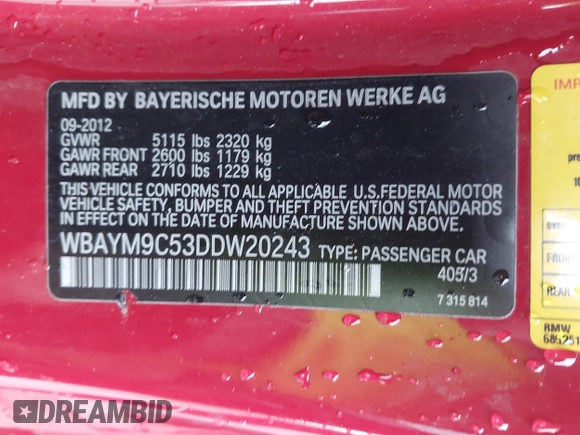 MFD BY BAYERISCHE MOTOREN WERKE AG
09-2012
GVWR 5115 lbs 2320 kg
GAWR FRONT 2600 lbs 1179 kg
GAWR REAR 2710 lbs 1229 kg
THIS VEHICLE CONFORMS TO ALL APPLICABLE U.S.FEDERAL MOTOR
VEHICLE SAFETY, BUMPER AND THEFT PREVENTION STANDARDS
IN EFFECT ON THE DATE OF MANUFACTURE SHOWN ABOVE.
WBAYM9C53DDW20243 TYPE: PASSENGER CAR
405/3
7 315 814
REAR
BMW
DREAMBID